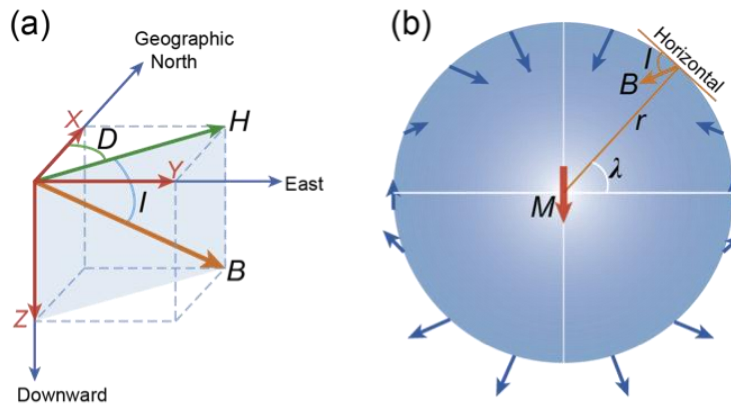 (a)
Geographic
North
X
D
H
Y
East
I
B
Z
Downward
(b)
Horizontal
I
B
r
λ
M